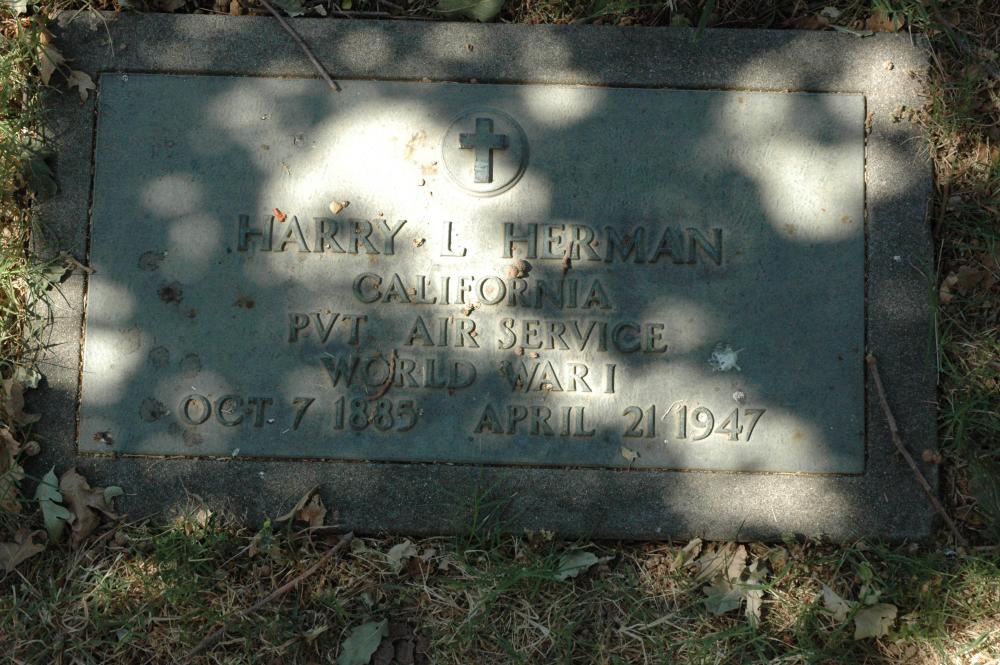 HARRY L HERMAN
CALIFORNIA
PVT AIR SERVICE
WORLD WAR I
OCT 7 1885 APRIL 21 1947